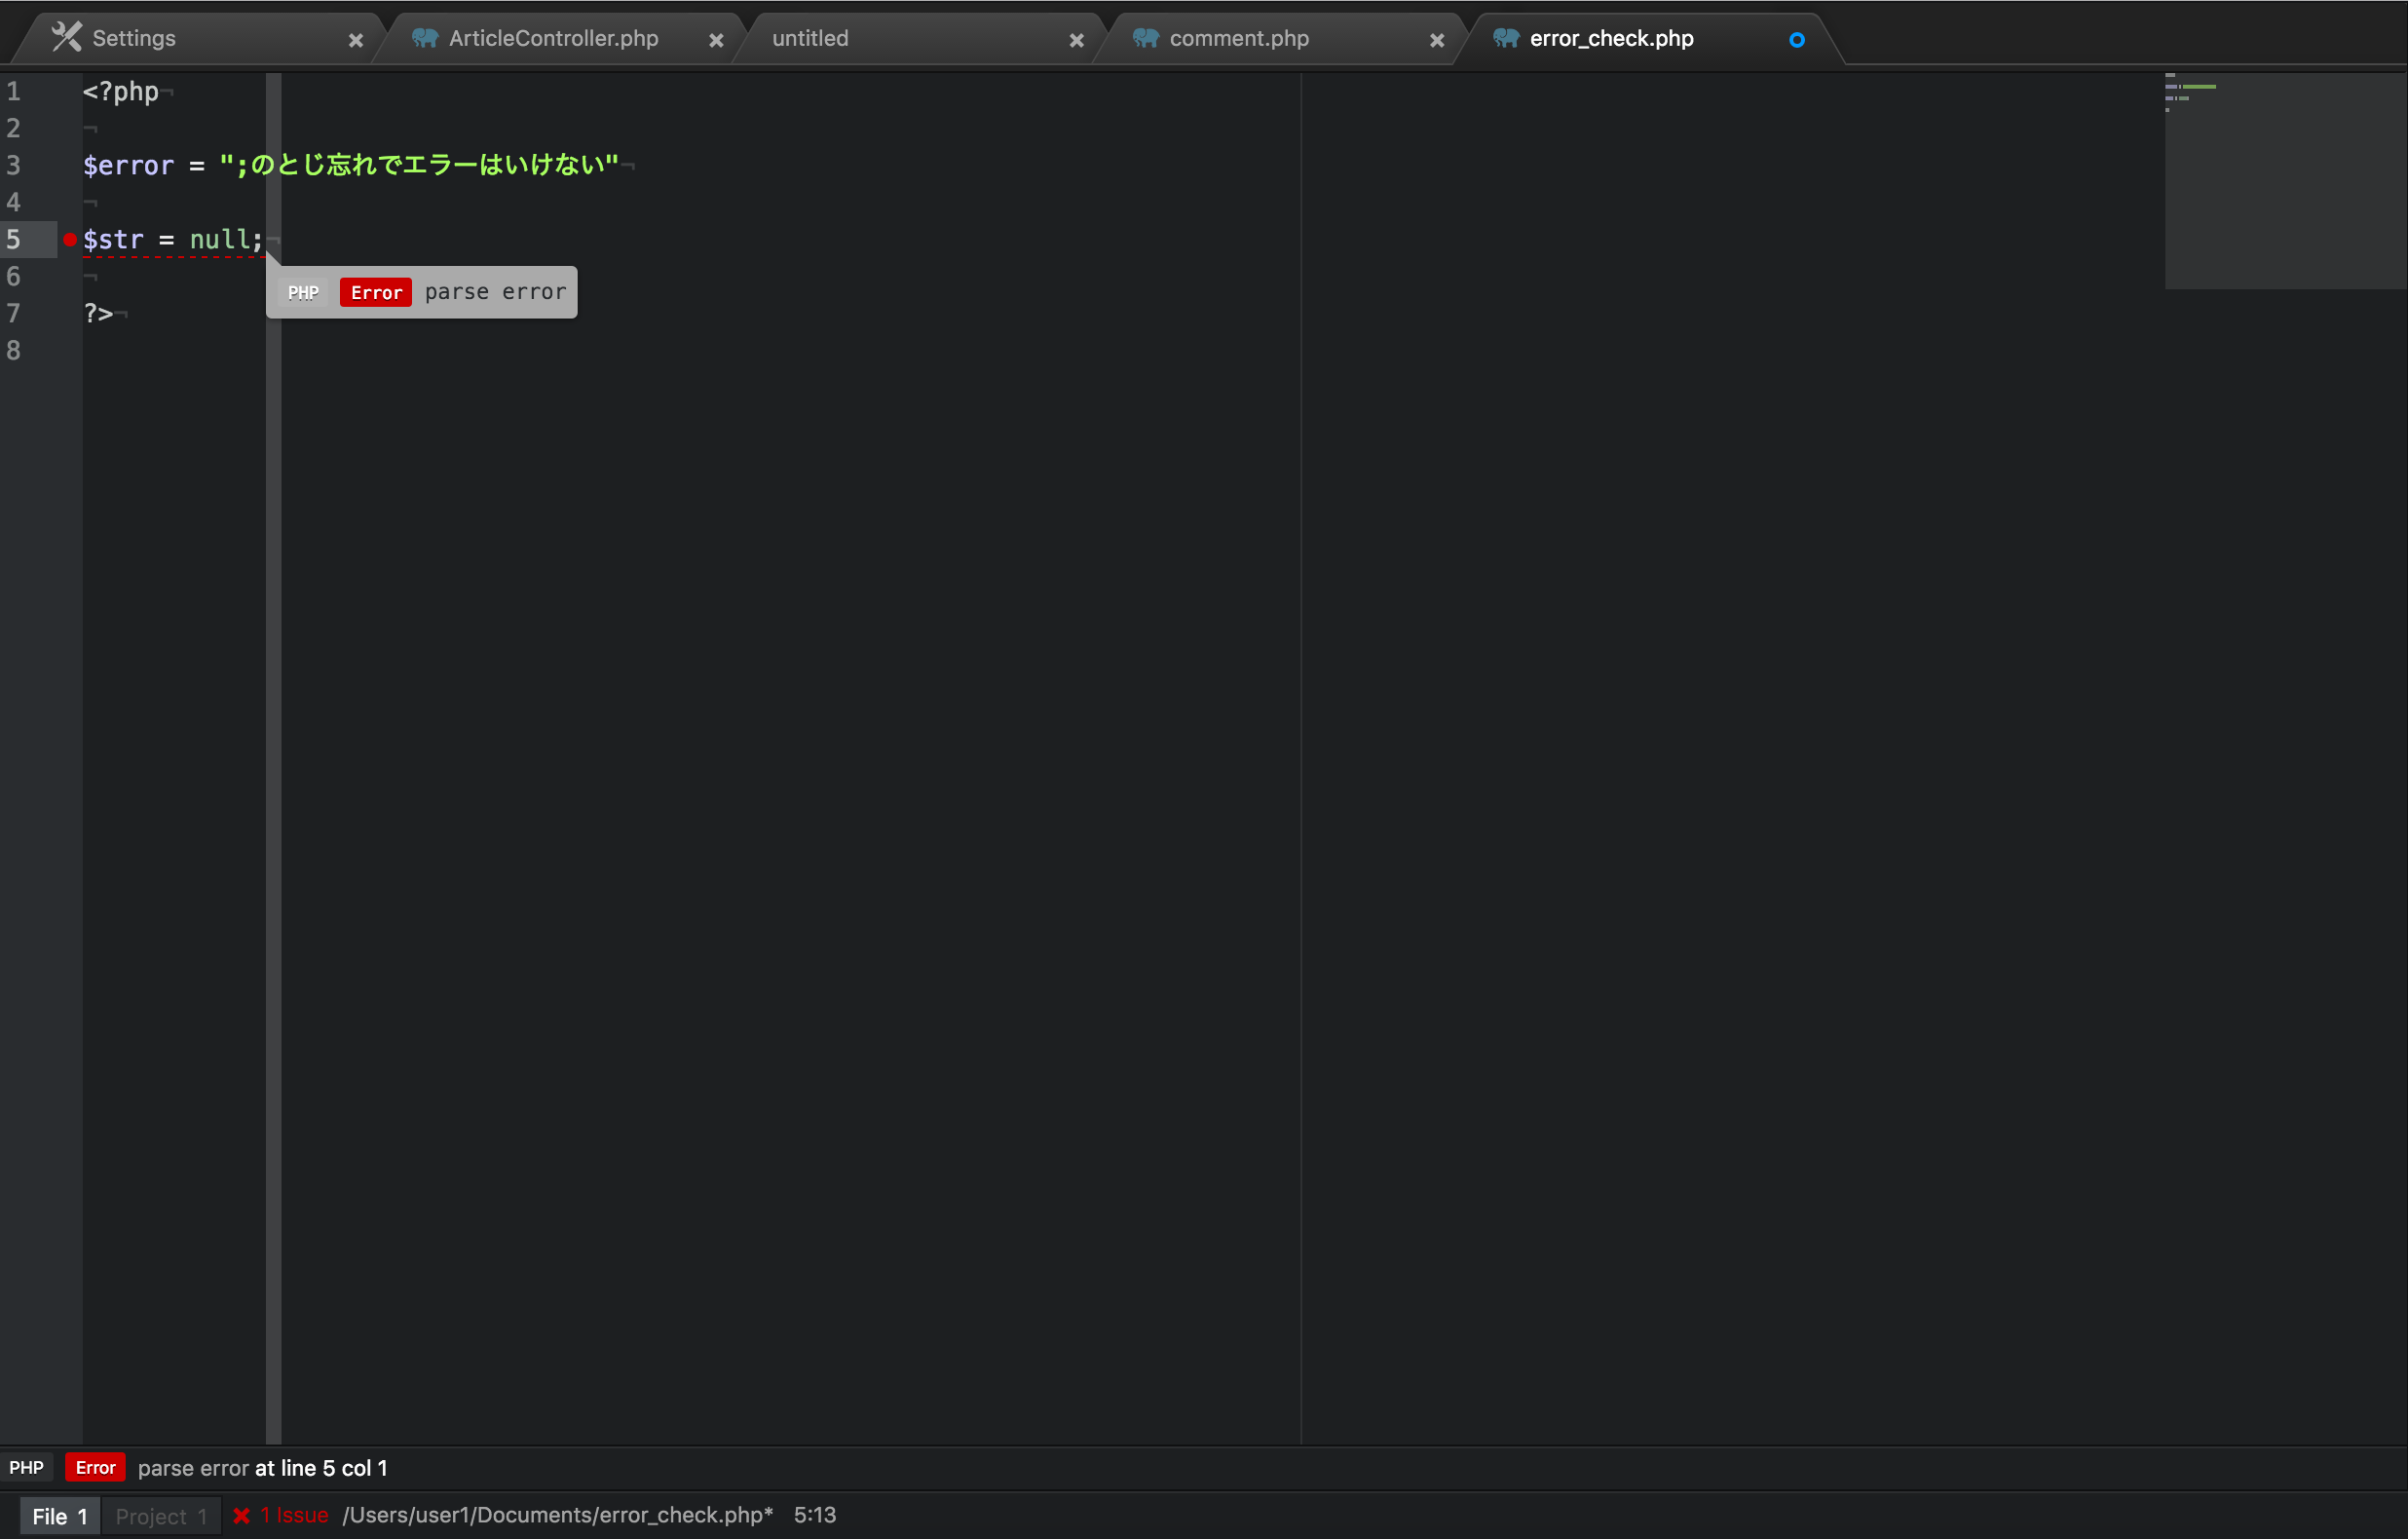 Settings ArticleController.php untitled comment.php error_check.php
1 <?php¬
2 ¬
3 $error = ";のとじ忘れでエラーはいけない"¬
4 ¬
5 $str = null;¬
6 ¬
PHP Error parse error
7 ?>¬
8
PHP Error parse error at line 5 col 1
File 1 Project 1 1 Issue /Users/user1/Documents/error_check.php* 5:13